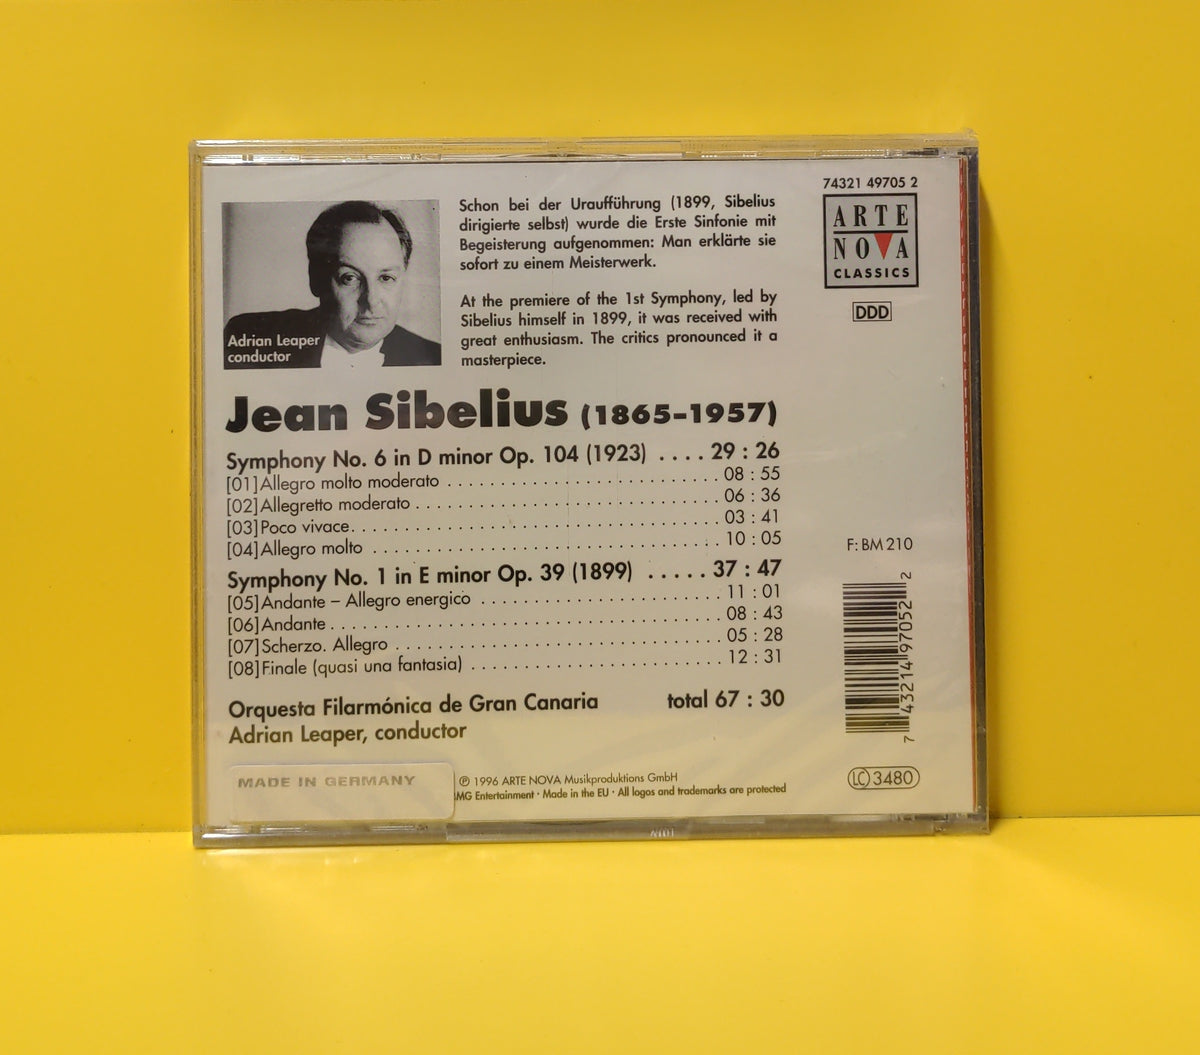 74321 49705 2
ARTE
NOVA
CLASSICS
DDD
Schon bei der Uraufführung (1899, Sibelius
dirigierte selbst) wurde die Erste Sinfonie mit
Begeisterung aufgenommen: Man erklärte sie
sofort zu einem Meisterwerk.
At the premiere of the 1st Symphony, led by
Sibelius himself in 1899, it was received with
great enthusiasm. The critics pronounced it a
masterpiece.
Adrian Leaper
conductor
Jean Sibelius (1865-1957)
Symphony No. 6 in D minor Op. 104 (1923) .... 29 : 26
[01] Allegro molto moderato 08 : 55
[02] Allegretto moderato 06 : 36
[03] Poco vivace 03 : 41
[04] Allegro molto 10 : 05
Symphony No. 1 in E minor Op. 39 (1899) ..... 37 : 47
[05] Andante – Allegro energico 11 : 01
[06] Andante 08 : 43
[07] Scherzo. Allegro 05 : 28
[08] Finale (quasi una fantasia) 12 : 31
Orquesta Filarmónica de Gran Canaria total 67 : 30
Adrian Leaper, conductor
F: BM 210
7 43214 97052 2
MADE IN GERMANY
℗ 1996 ARTE NOVA Musikproduktions GmbH
Entertainment · Made in the EU · All logos and trademarks are protected
LC 3480